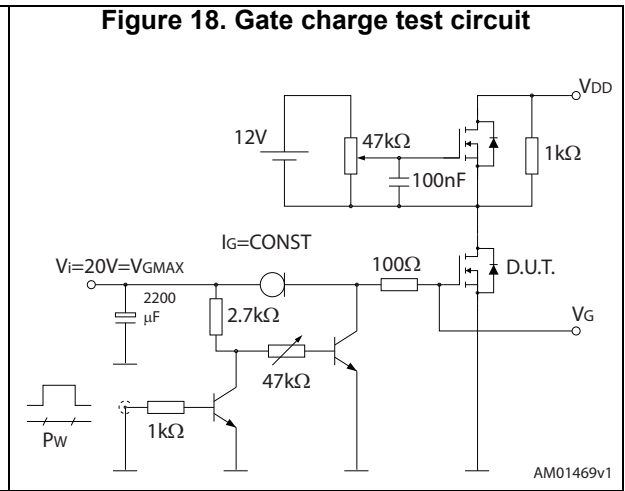 Figure 18. Gate charge test circuit
VDD
12V
47kΩ
1kΩ
100nF
IG=CONST
Vi=20V=VGMAX
100Ω
D.U.T.
2200
μF
2.7kΩ
VG
47kΩ
1kΩ
PW
AM01469v1